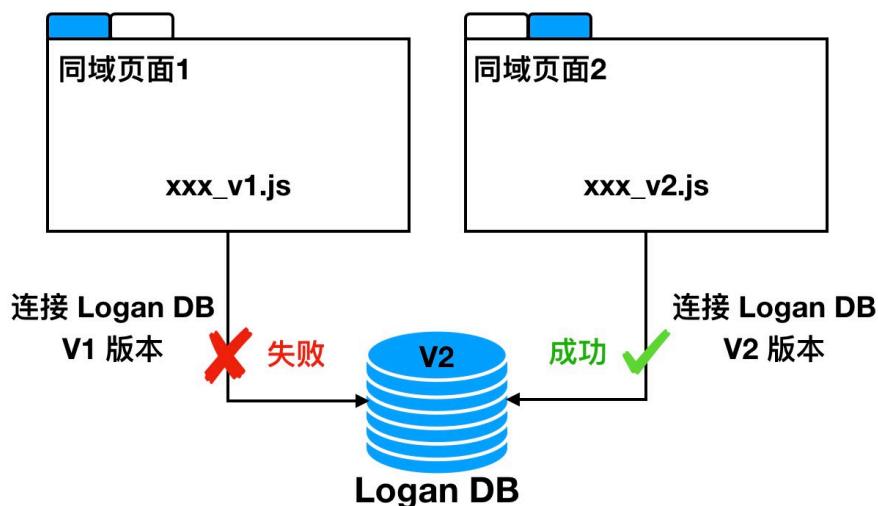 同域页面1
xxx_v1.js
同域页面2
xxx_v2.js
连接 Logan DB
V1 版本
失败
V2
成功
连接 Logan DB
V2 版本
Logan DB